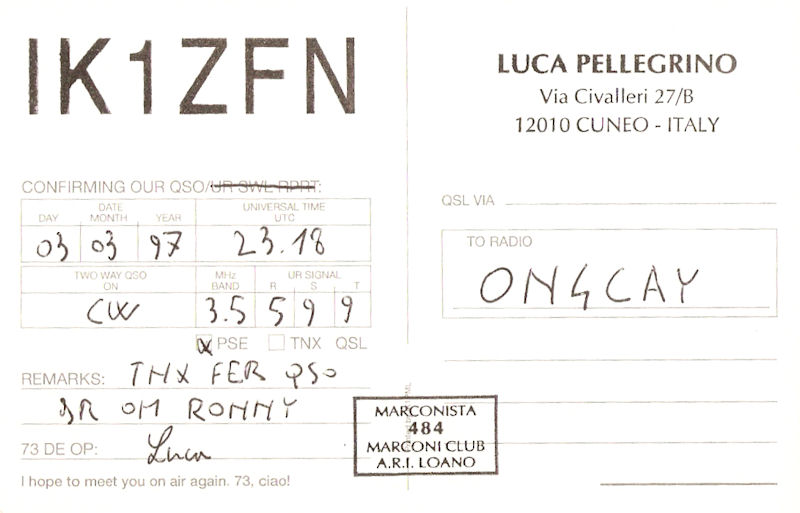 IK1ZFN
CONFIRMING OUR QSO/UR SWL RPRT:
DATE
DAY MONTH YEAR
UNIVERSAL TIME
UTC
03 03 97 23.18
TWO WAY QSO
ON
MHz
BAND
UR SIGNAL
R S T
CW 3.5 5 9 9
PSE TNX QSL
REMARKS: TNX FER QSO
DR OM RONNY
73 DE OP: Luca
I hope to meet you on air again. 73, ciao!
MARCONISTA
484
MARCONI CLUB
A.R.I. LOANO
LUCA PELLEGRINO
Via Civalleri 27/B
12010 CUNEO - ITALY
QSL VIA
TO RADIO
ON4CAY